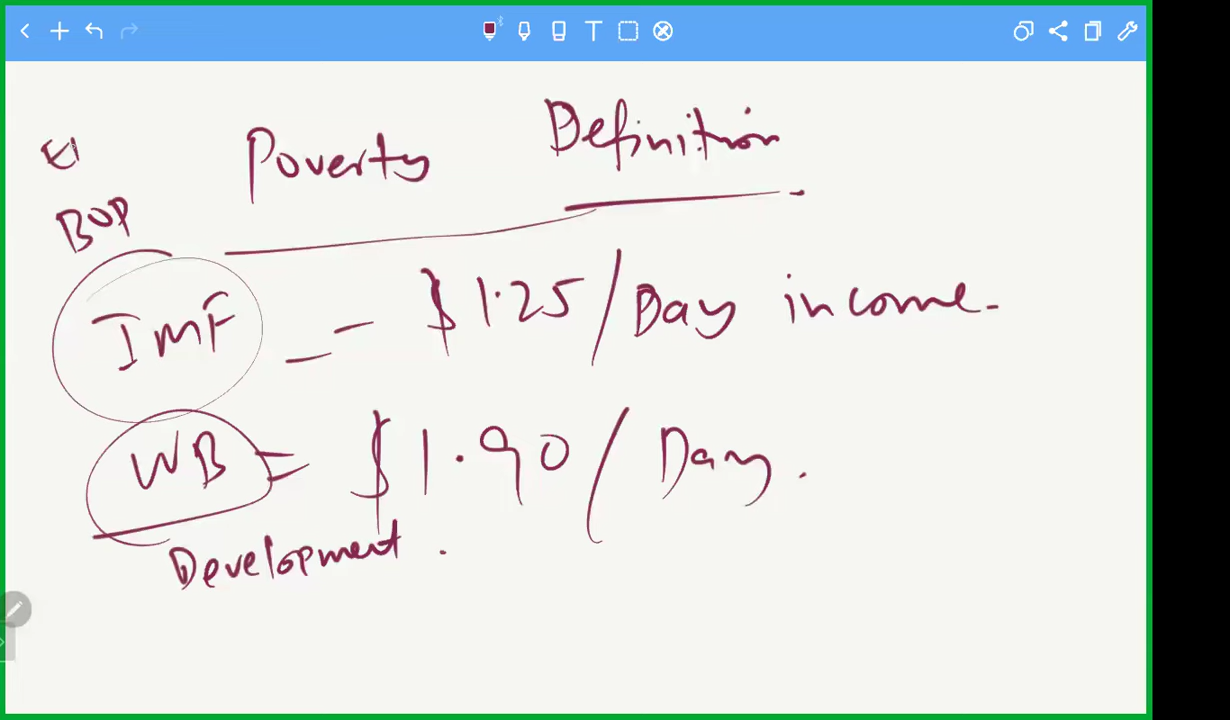 Poverty Definition
BOP
ImF - $1.25/Day income.
WB = $1.90/Day.
Development.